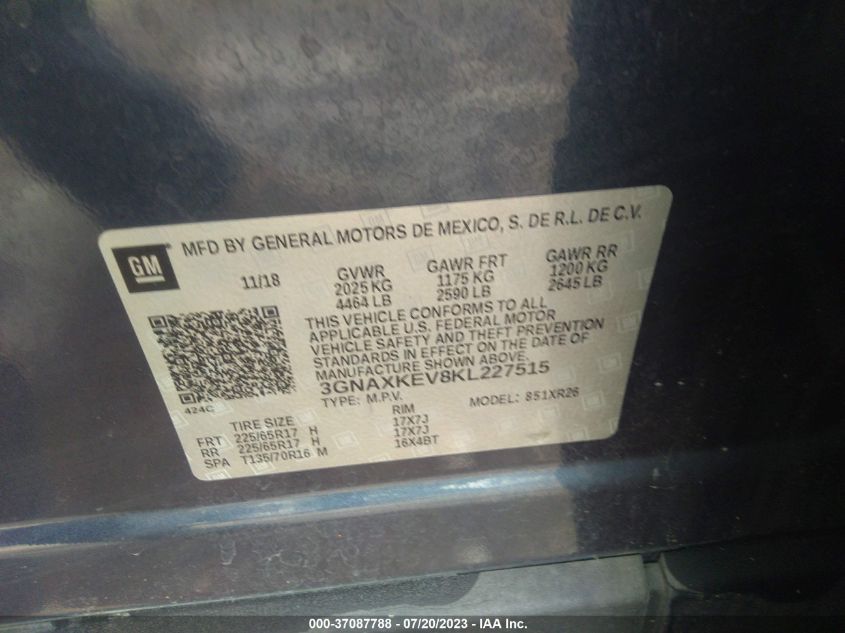 GM
MFD BY GENERAL MOTORS DE MEXICO, S. DE R.L. DE C.V.
11/18 GVWR GAWR FRT GAWR RR
2025 KG 1175 KG 1200 KG
4464 LB 2590 LB 2645 LB
THIS VEHICLE CONFORMS TO ALL
APPLICABLE U.S. FEDERAL MOTOR
VEHICLE SAFETY AND THEFT PREVENTION
STANDARDS IN EFFECT ON THE DATE OF
MANUFACTURE SHOWN ABOVE.
3GNAXKEV8KL227515
TYPE: M.P.V. MODEL: 851XR26
424C
TIRE SIZE RIM
FRT 225/65R17 H 17X7J
RR 225/65R17 H 17X7J
SPA T135/70R16 M 16X4BT
000-37087788 - 07/20/2023 - IAA Inc.